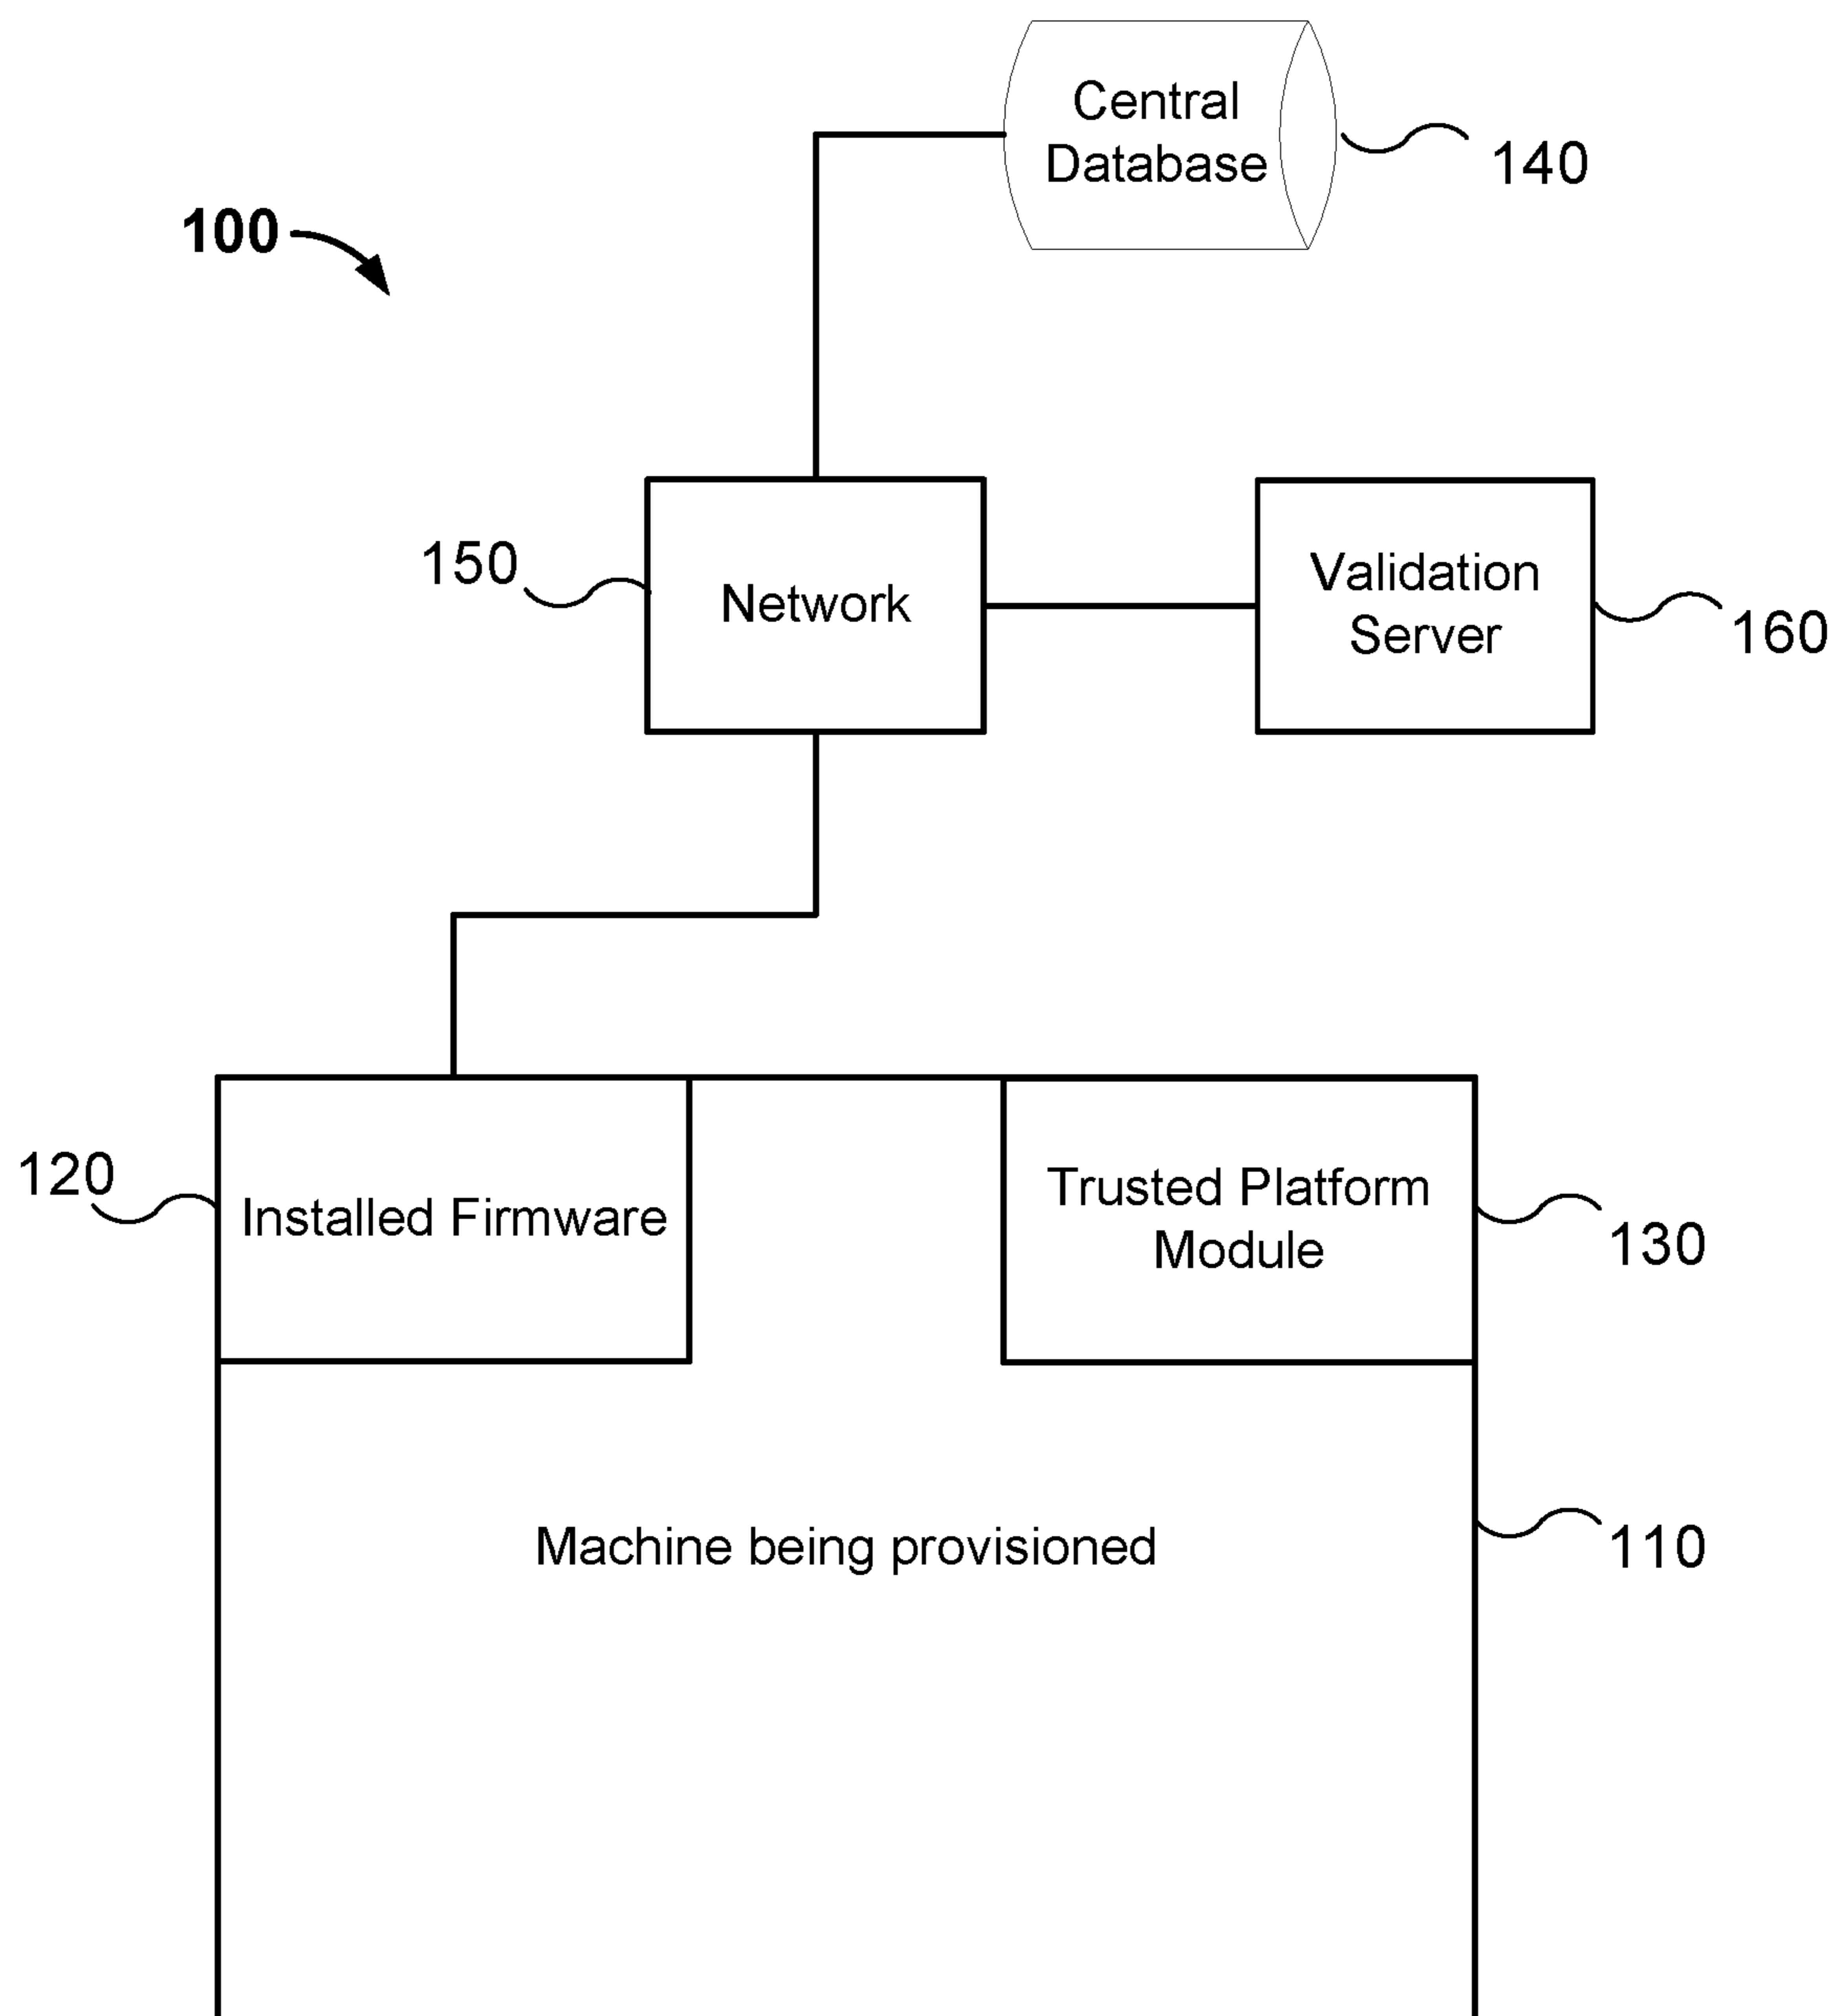 Central
Database
140
100
150
Network
Validation
Server
160
120
Installed Firmware
Trusted Platform
Module
130
Machine being provisioned
110